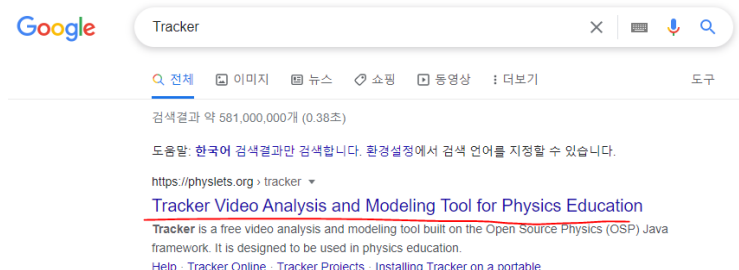 Google
Tracker
전체 이미지 뉴스 쇼핑 동영상 더보기 도구
검색결과 약 581,000,000개 (0.38초)
도움말: 한국어 검색결과만 검색합니다. 환경설정에서 검색 언어를 지정할 수 있습니다.
https://physlets.org › tracker
Tracker Video Analysis and Modeling Tool for Physics Education
Tracker is a free video analysis and modeling tool built on the Open Source Physics (OSP) Java
framework. It is designed to be used in physics education.
Help · Tracker Online · Tracker Projects · Installing Tracker on a portable